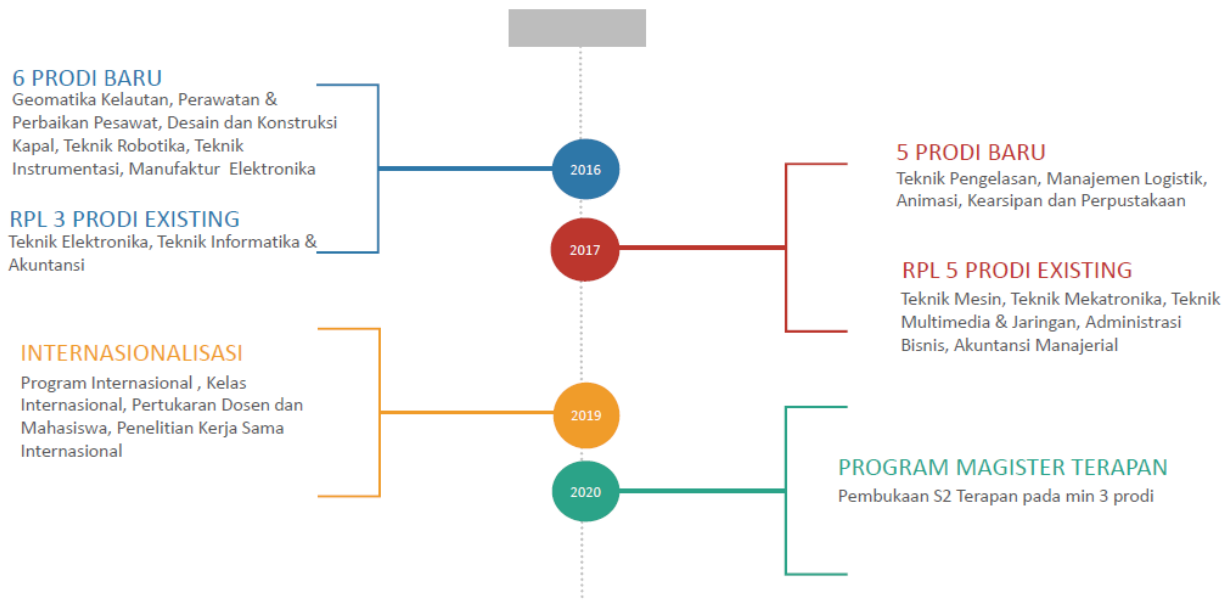 6 PRODI BARU
Geomatika Kelautan, Perawatan &
Perbaikan Pesawat, Desain dan Konstruksi
Kapal, Teknik Robotika, Teknik
Instrumentasi, Manufaktur Elektronika
RPL 3 PRODI EXISTING
Teknik Elektronika, Teknik Informatika &
Akuntansi
2016
5 PRODI BARU
Teknik Pengelasan, Manajemen Logistik,
Animasi, Kearsipan dan Perpustakaan
2017
RPL 5 PRODI EXISTING
Teknik Mesin, Teknik Mekatronika, Teknik
Multimedia & Jaringan, Administrasi
Bisnis, Akuntansi Manajerial
INTERNASIONALISASI
Program Internasional , Kelas
Internasional, Pertukaran Dosen dan
Mahasiswa, Penelitian Kerja Sama
Internasional
2019
2020
PROGRAM MAGISTER TERAPAN
Pembukaan S2 Terapan pada min 3 prodi